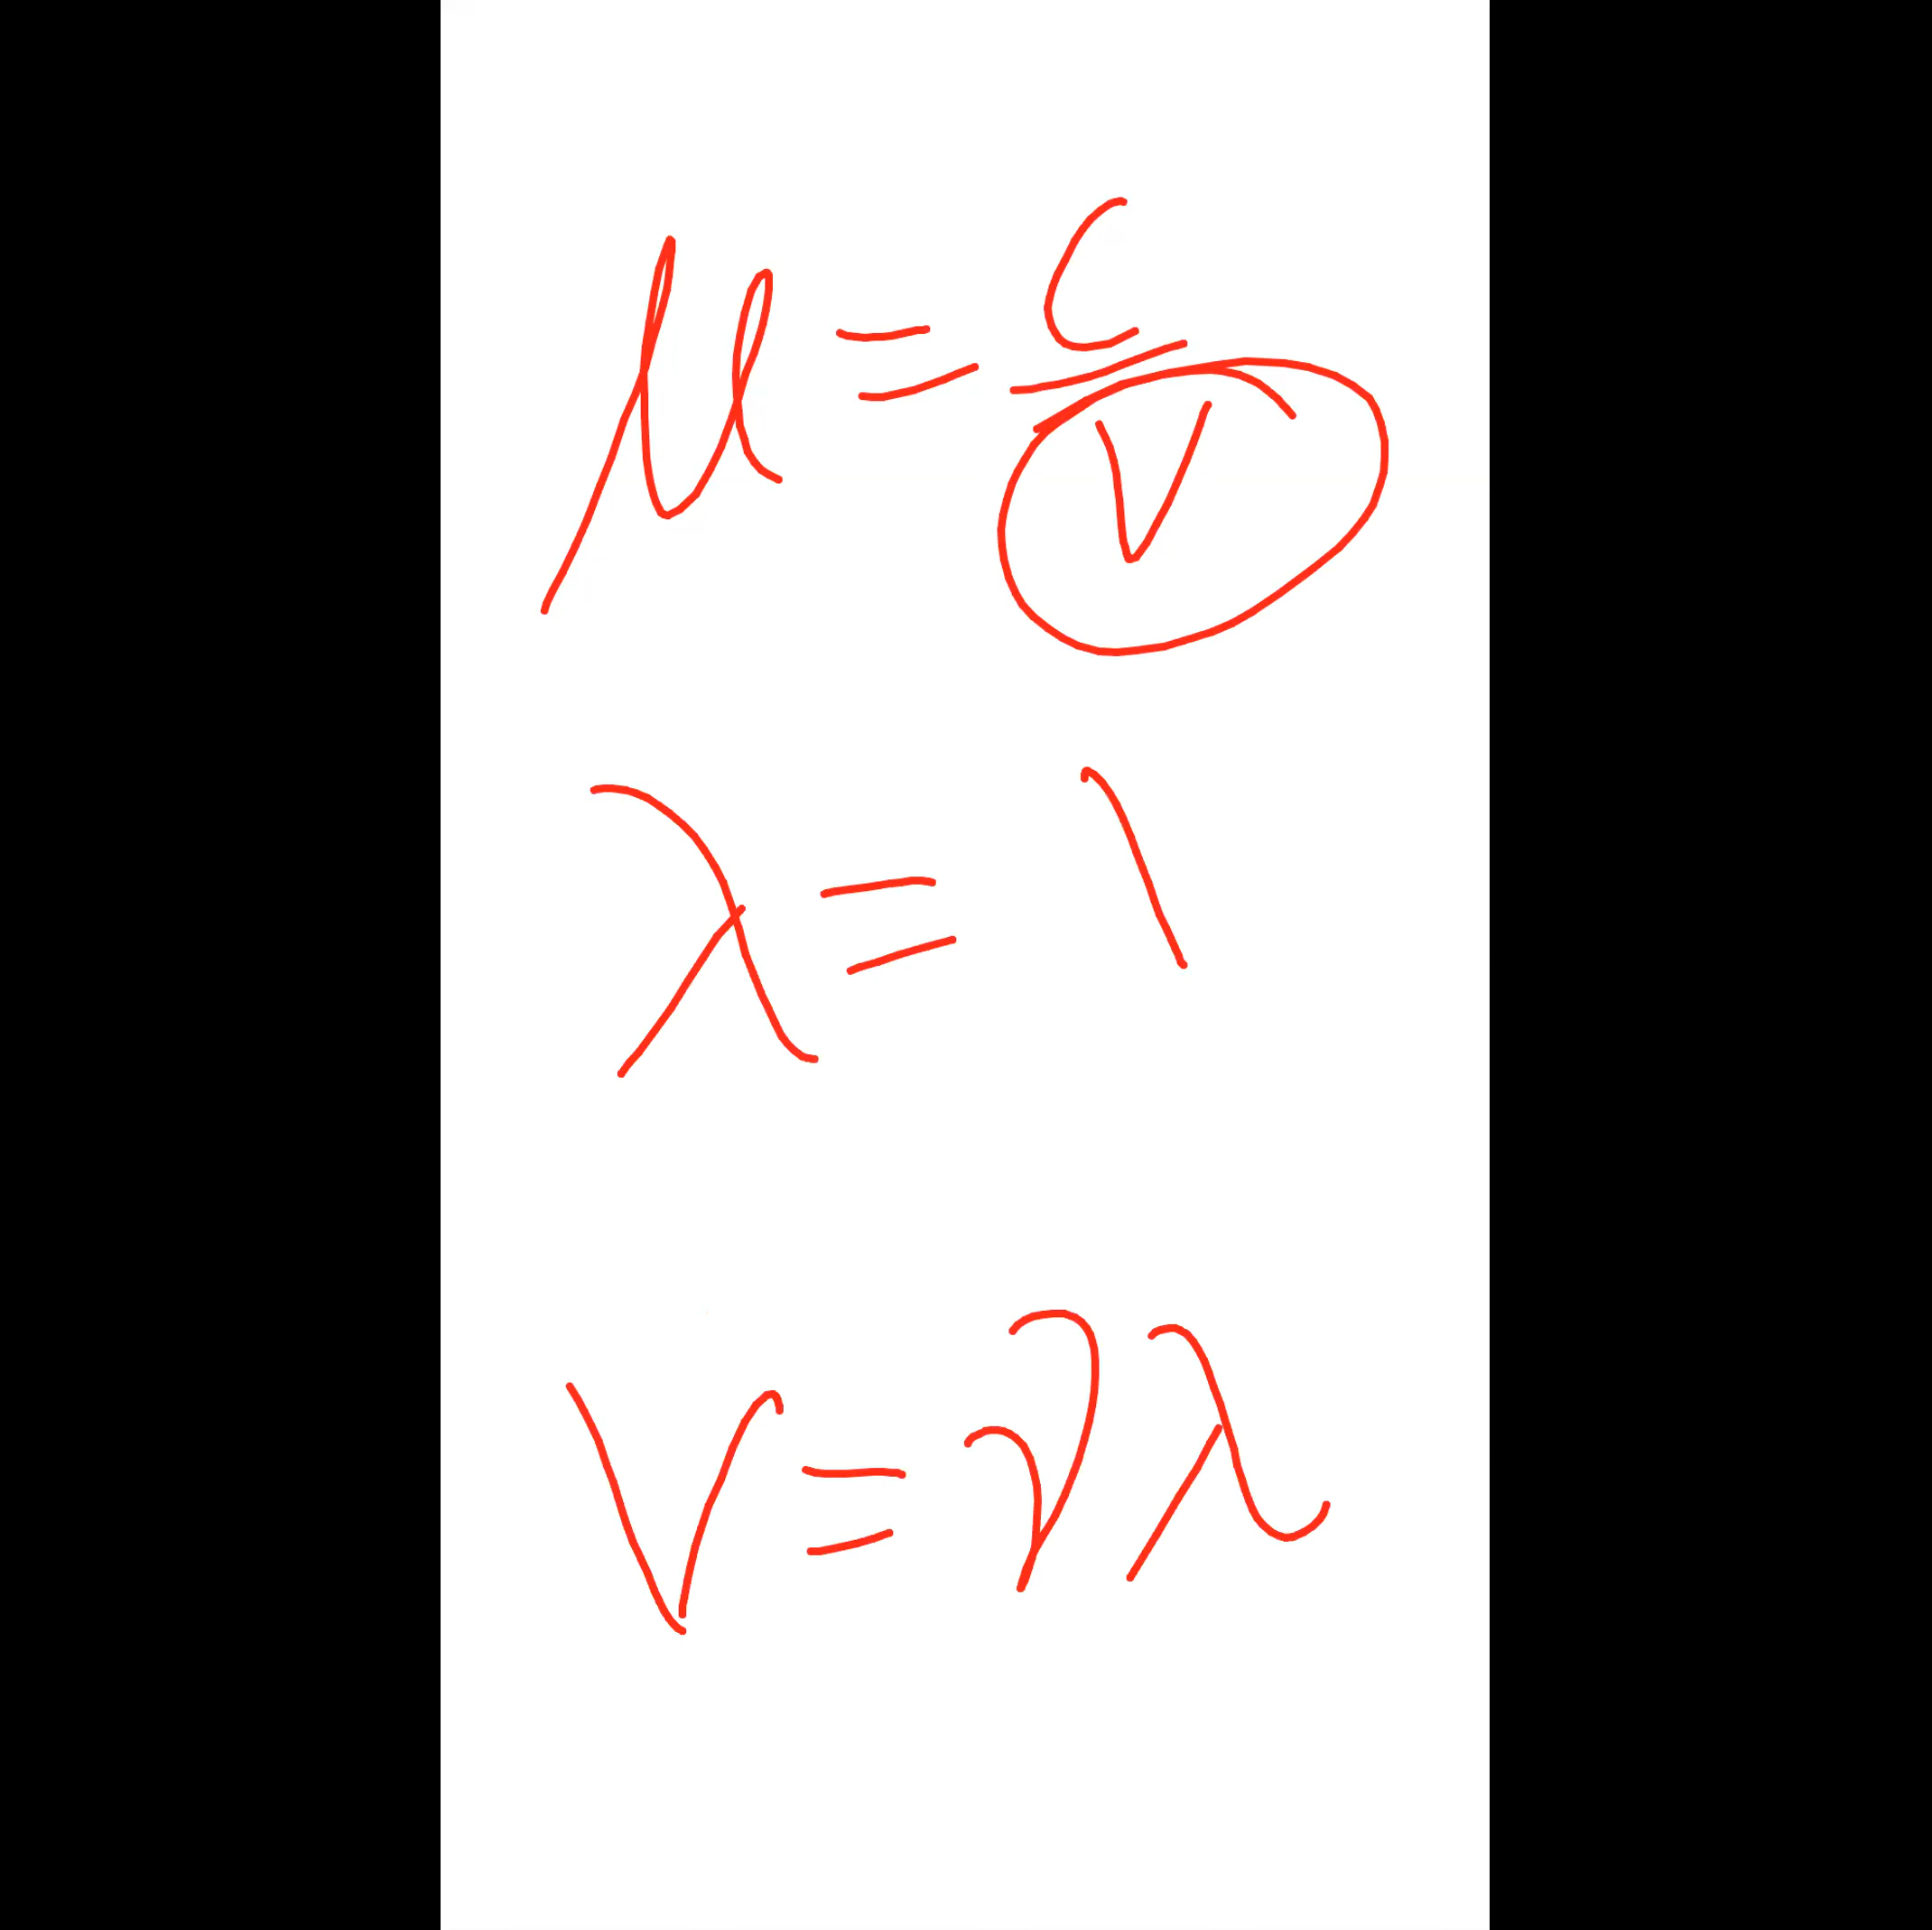 μ = c/v
λ = 1
v = νλ